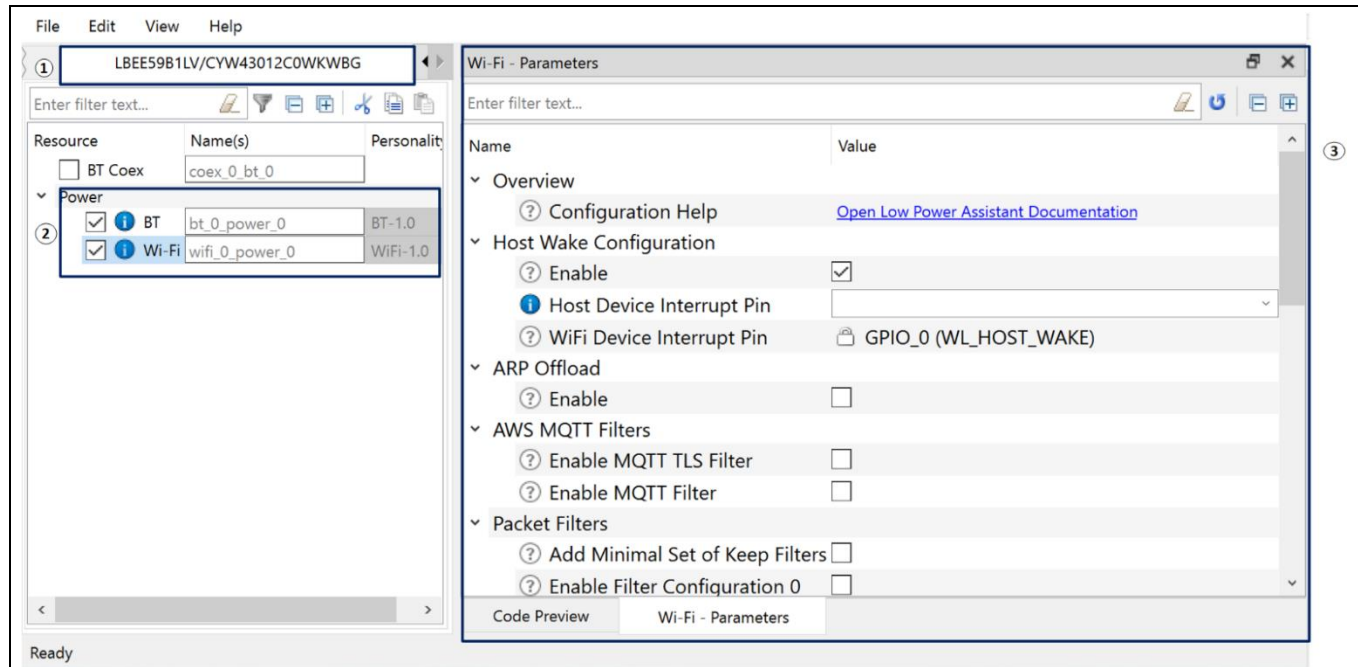 File Edit View Help
① LBEE59B1LV/CYW43012C0WKWBG
Enter filter text...
Resource Name(s) Personality
BT Coex coex_0_bt_0
Power
②
BT bt_0_power_0 BT-1.0
Wi-Fi wifi_0_power_0 WiFi-1.0
Wi-Fi - Parameters
Enter filter text...
Name Value
③
Overview
Configuration Help Open Low Power Assistant Documentation
Host Wake Configuration
Enable
Host Device Interrupt Pin
WiFi Device Interrupt Pin GPIO_0 (WL_HOST_WAKE)
ARP Offload
Enable
AWS MQTT Filters
Enable MQTT TLS Filter
Enable MQTT Filter
Packet Filters
Add Minimal Set of Keep Filters
Enable Filter Configuration 0
Code Preview Wi-Fi - Parameters
Ready